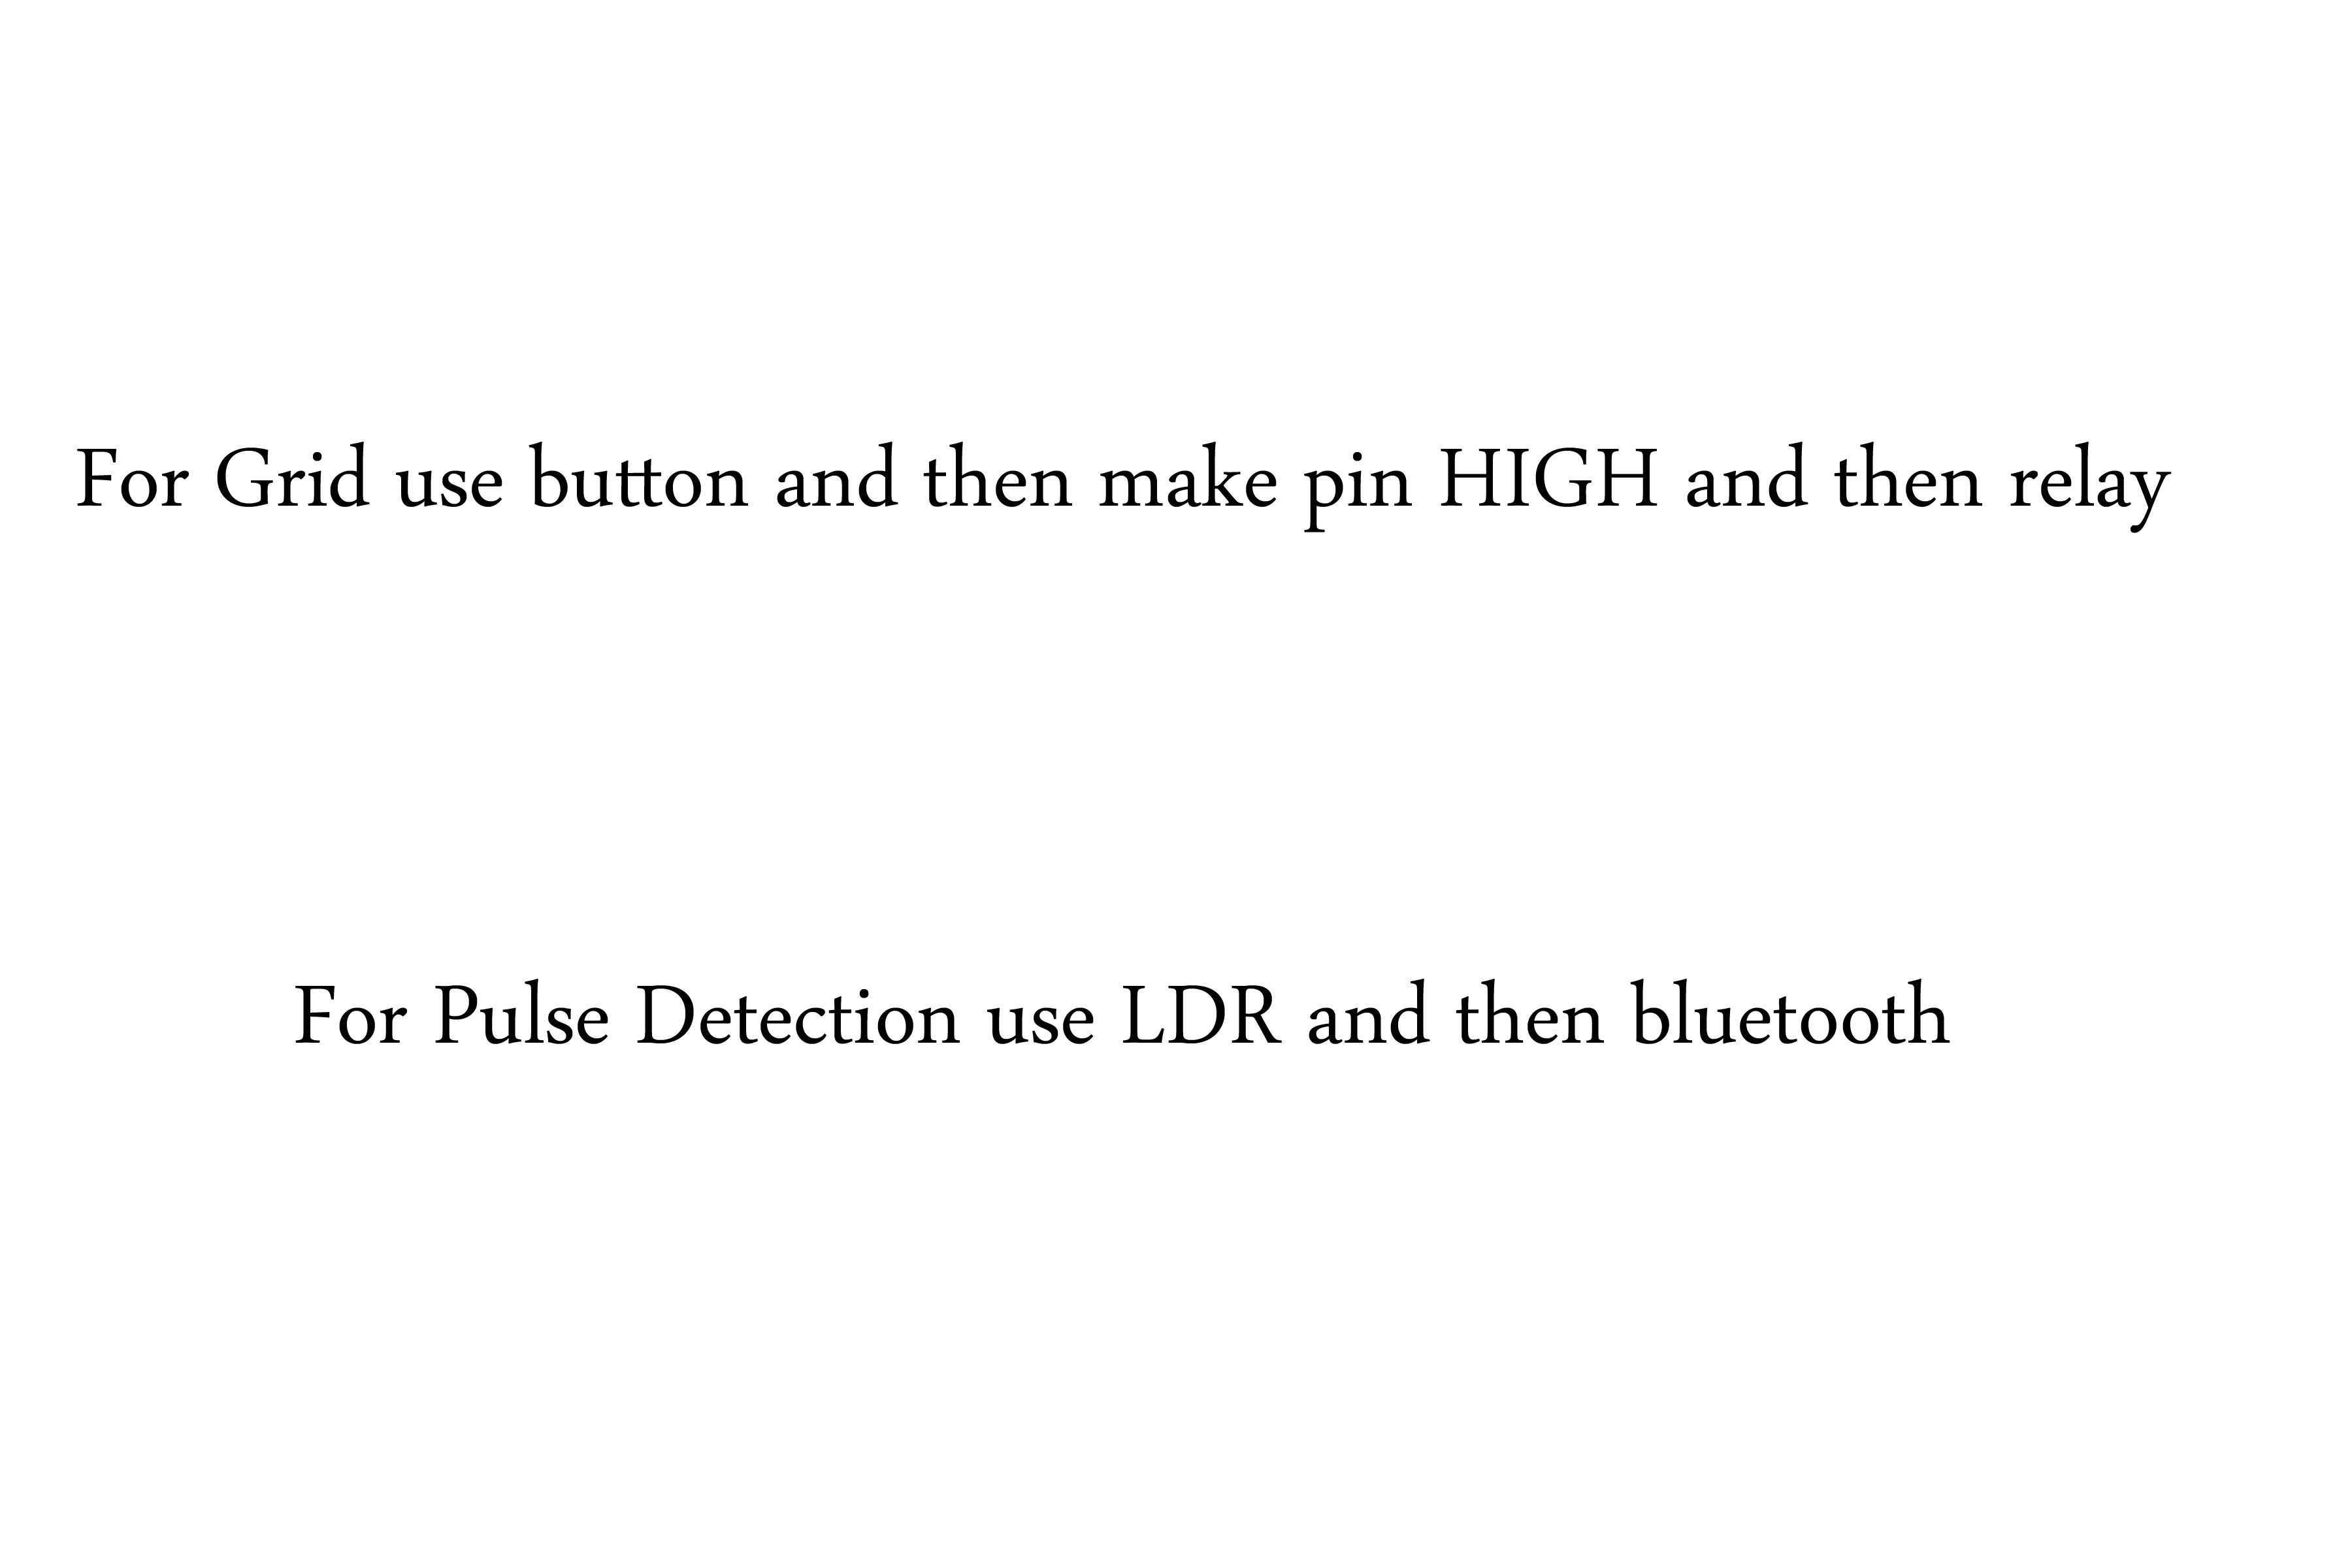 For Grid use button and then make pin HIGH and then rely
For Pulse Detection use LDR and then bluetooth